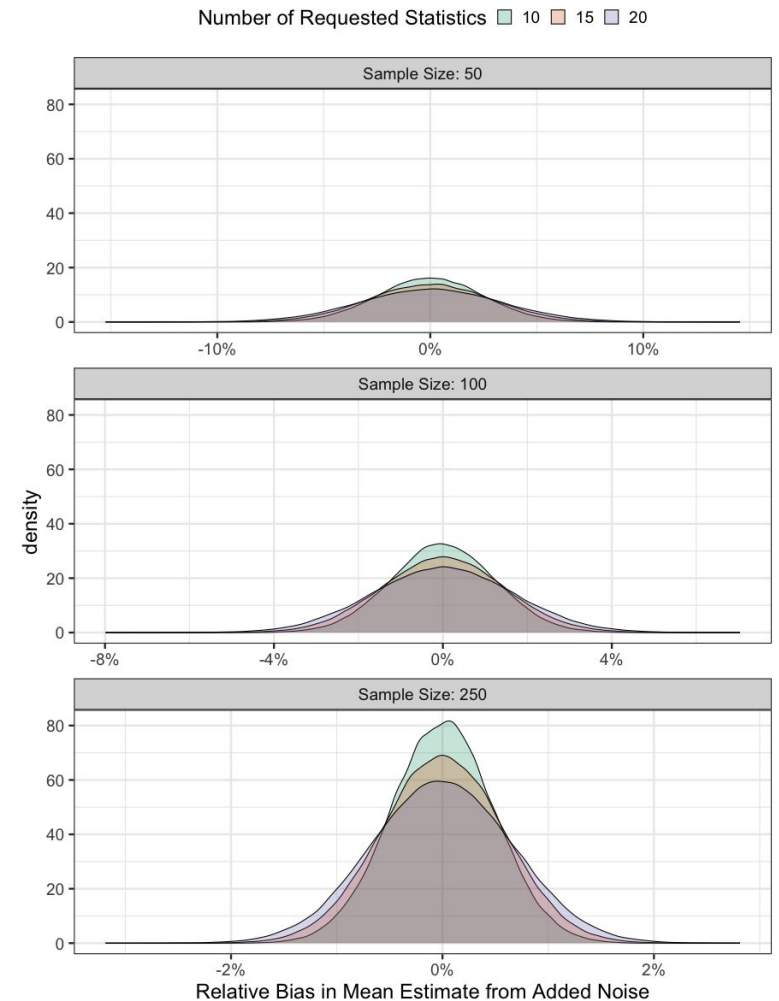 Number of Requested Statistics 10 15 20
Sample Size: 50
80
60
40
20
0
-10% 0% 10%
Sample Size: 100
80
60
40
20
0
-8% -4% 0% 4%
density
Sample Size: 250
80
60
40
20
0
-2% 0% 2%
Relative Bias in Mean Estimate from Added Noise